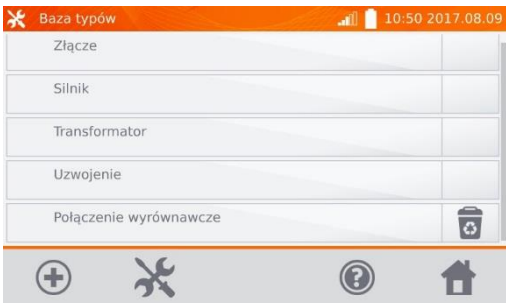 Baza typów
10:50 2017.08.09
Złącze
Silnik
Transformator
Uzwojenie
Połączenie wyrównawcze